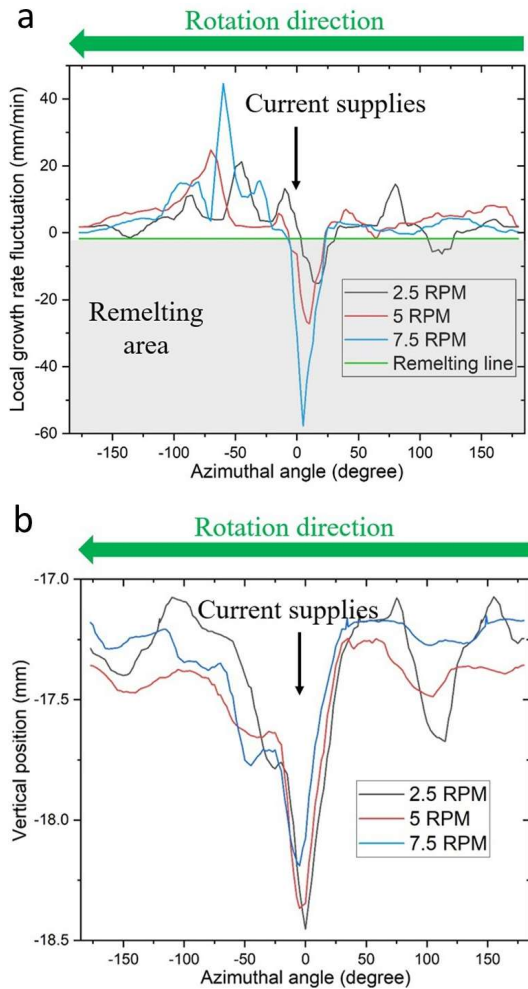 a
Rotation direction
Current supplies
Local growth rate fluctuation (mm/min)
40
20
0
-20
-40
-60
Remelting
area
2.5 RPM
5 RPM
7.5 RPM
Remelting line
-150 -100 -50 0 50 100 150
Azimuthal angle (degree)
b
Rotation direction
Current supplies
Vertical position (mm)
-17.0
-17.5
-18.0
-18.5
2.5 RPM
5 RPM
7.5 RPM
-150 -100 -50 0 50 100 150
Azimuthal angle (degree)